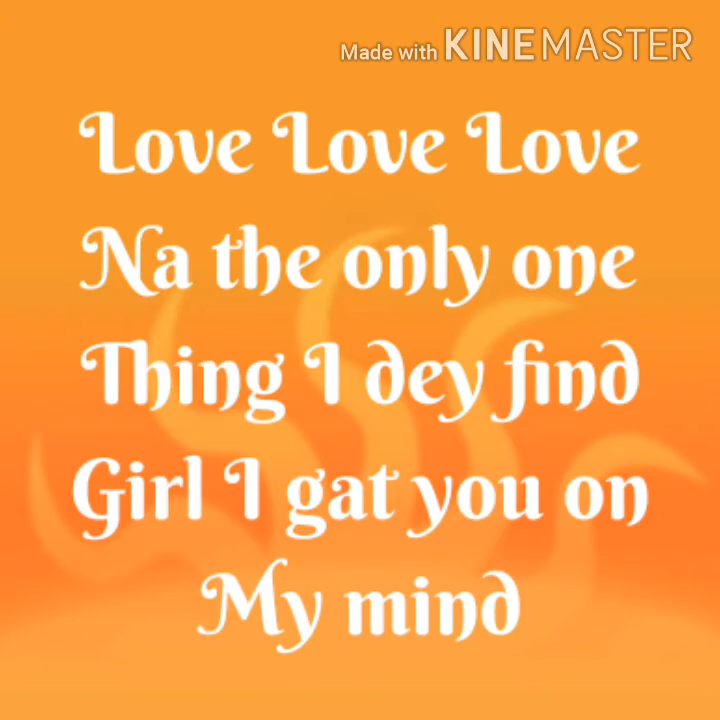 Made with KINEMASTER
Love Love Love
Na the only one
Thing I dey find
Girl I gat you on
My mind